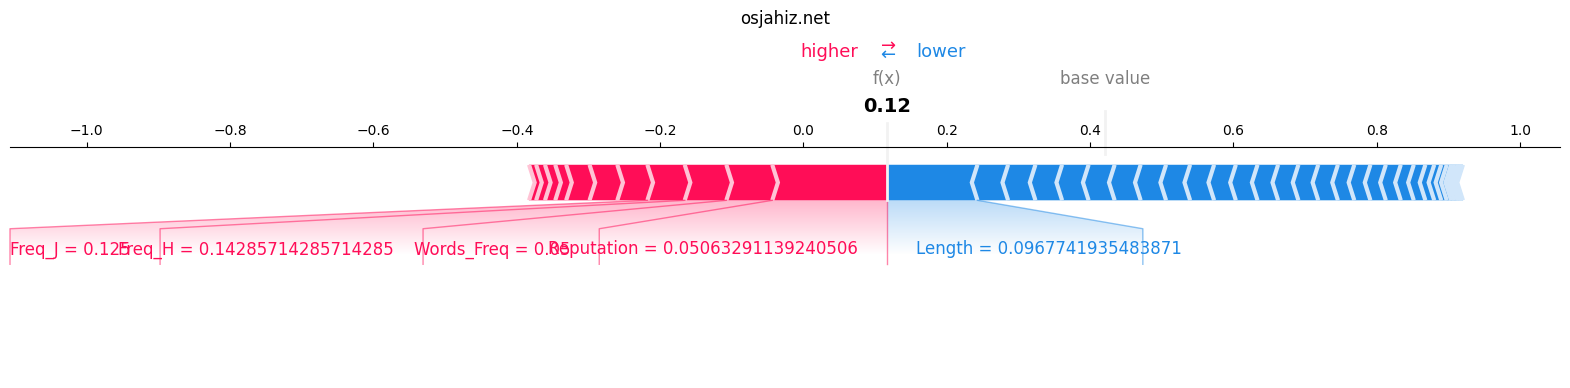 osjahiz.net
higher ⇄ lower
f(x) base value
0.12
−1.0 −0.8 −0.6 −0.4 −0.2 0.0 0.2 0.4 0.6 0.8 1.0
Freq_J = 0.125 Freq_H = 0.14285714285714285 Words_Freq = 0.05 Reputation = 0.05063291139240506 Length = 0.0967741935483871